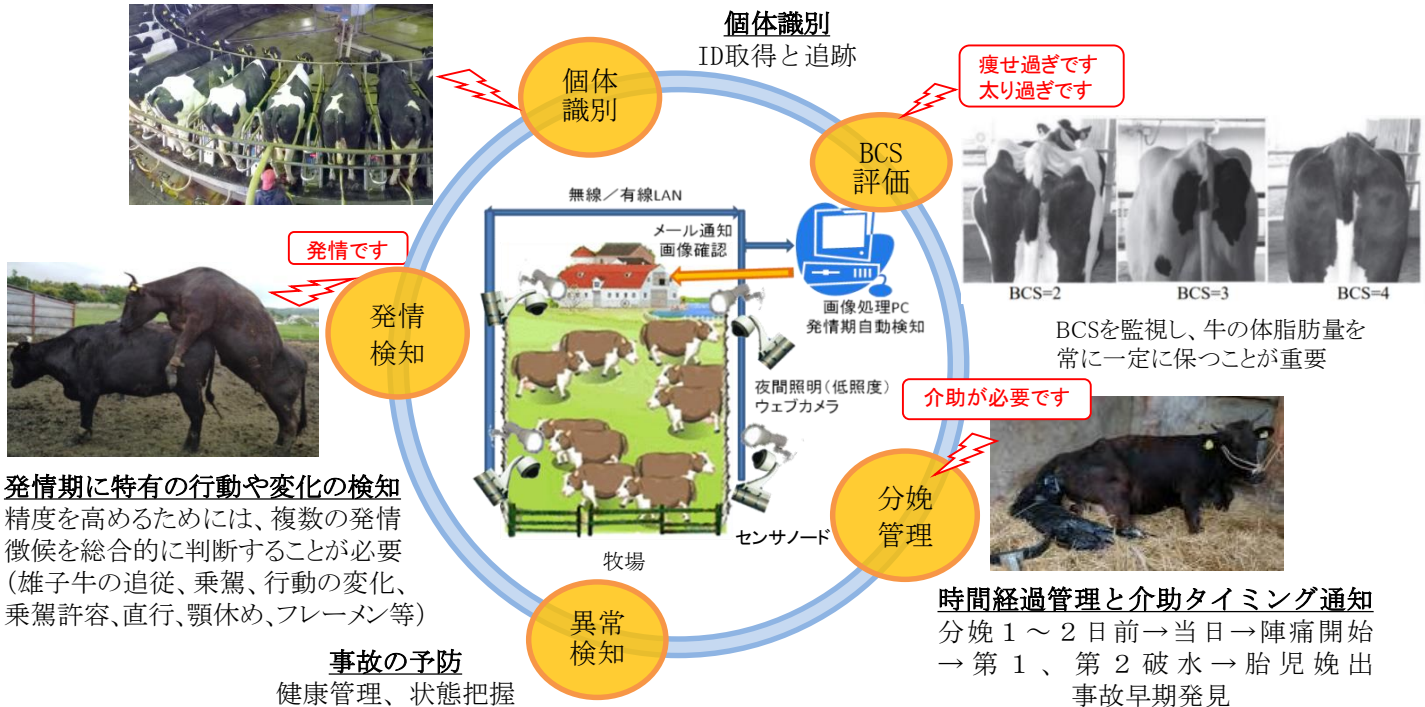 個体識別
ID取得と追跡
個体
識別
痩せ過ぎです
太り過ぎです
BCS
評価
BCS=2
BCS=3
BCS=4
BCSを監視し、牛の体脂肪量を
常に一定に保つことが重要
無線／有線LAN
メール通知
画像確認
画像処理PC
発情期自動検知
夜間照明（低照度）
ウェブカメラ
センサノード
牧場
発情です
発情
検知
発情期に特有の行動や変化の検知
精度を高めるためには、複数の発情
徴候を総合的に判断することが必要
（雄子牛の追従、乗駕、行動の変化、
乗駕許容、直行、顎休め、フレーメン等）
介助が必要です
分娩
管理
時間経過管理と介助タイミング通知
分娩１～２日前→当日→陣痛開始
→第１、第２破水→胎児娩出
事故早期発見
異常
検知
事故の予防
健康管理、状態把握